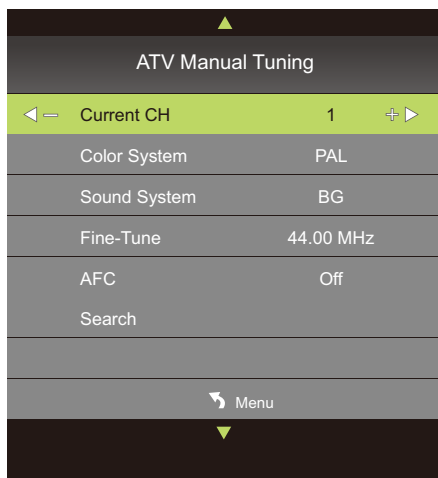 ATV Manual Tuning
Current CH 1
Color System PAL
Sound System BG
Fine-Tune 44.00 MHz
AFC Off
Search
Menu